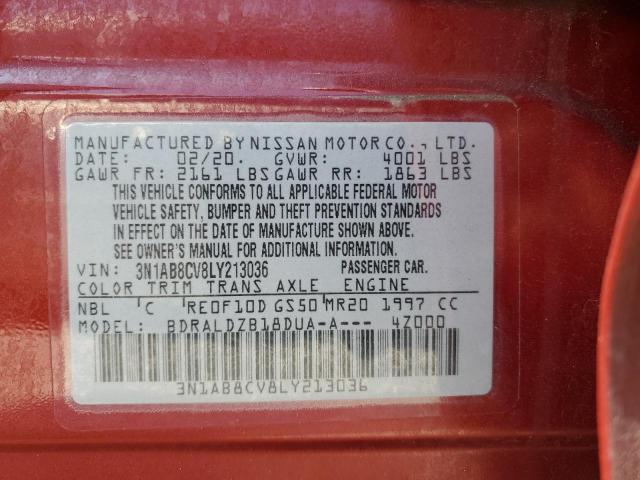 MANUFACTURED BY NISSAN MOTOR CO., LTD.
DATE: 02/20. GVWR: 4001 LBS
GAWR FR: 2161 LBS GAWR RR: 1863 LBS
THIS VEHICLE CONFORMS TO ALL APPLICABLE FEDERAL MOTOR
VEHICLE SAFETY, BUMPER AND THEFT PREVENTION STANDARDS
IN EFFECT ON THE DATE OF MANUFACTURE SHOWN ABOVE.
SEE OWNER'S MANUAL FOR ADDITIONAL INFORMATION.
VIN: 3N1AB8CV8LY213036 PASSENGER CAR.
COLOR TRIM TRANS AXLE ENGINE
NBL 'C 'RE0F10D GS50 'MR20 1997 CC
MODEL: BDRALDZB18DUA-A--- 4Z000
3N1AB8CV8LY213036